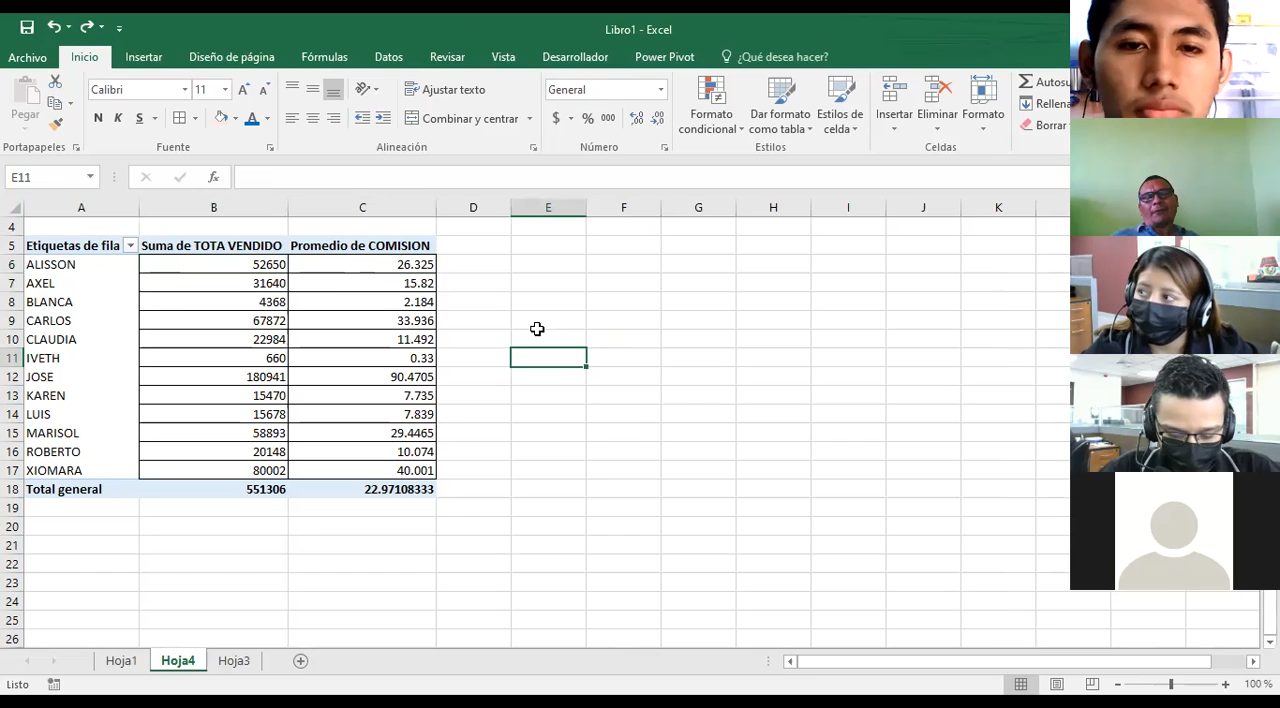 Libro1 - Excel
Archivo Inicio Insertar Diseño de página Fórmulas Datos Revisar Vista Desarrollador Power Pivot ¿Qué desea hacer?
Pegar
Portapapeles
Calibri 11
N K S
Fuente
Ajustar texto
Combinar y centrar
Alineación
General
$ % 000
Número
Formato condicional
Dar formato como tabla
Estilos de celda
Estilos
Insertar Eliminar Formato
Celdas
Autosu
Rellena
Borrar
E11 fx
A B C D E F G H I J K
4
5 Etiquetas de fila Suma de TOTA VENDIDO Promedio de COMISION
6 ALISSON 52650 26.325
7 AXEL 31640 15.82
8 BLANCA 4368 2.184
9 CARLOS 67872 33.936
10 CLAUDIA 22984 11.492
11 IVETH 660 0.33
12 JOSE 180941 90.4705
13 KAREN 15470 7.735
14 LUIS 15678 7.839
15 MARISOL 58893 29.4465
16 ROBERTO 20148 10.074
17 XIOMARA 80002 40.001
18 Total general 551306 22.97108333
19
20
21
22
23
24
25
26
Hoja1 Hoja4 Hoja3
Listo 100 %